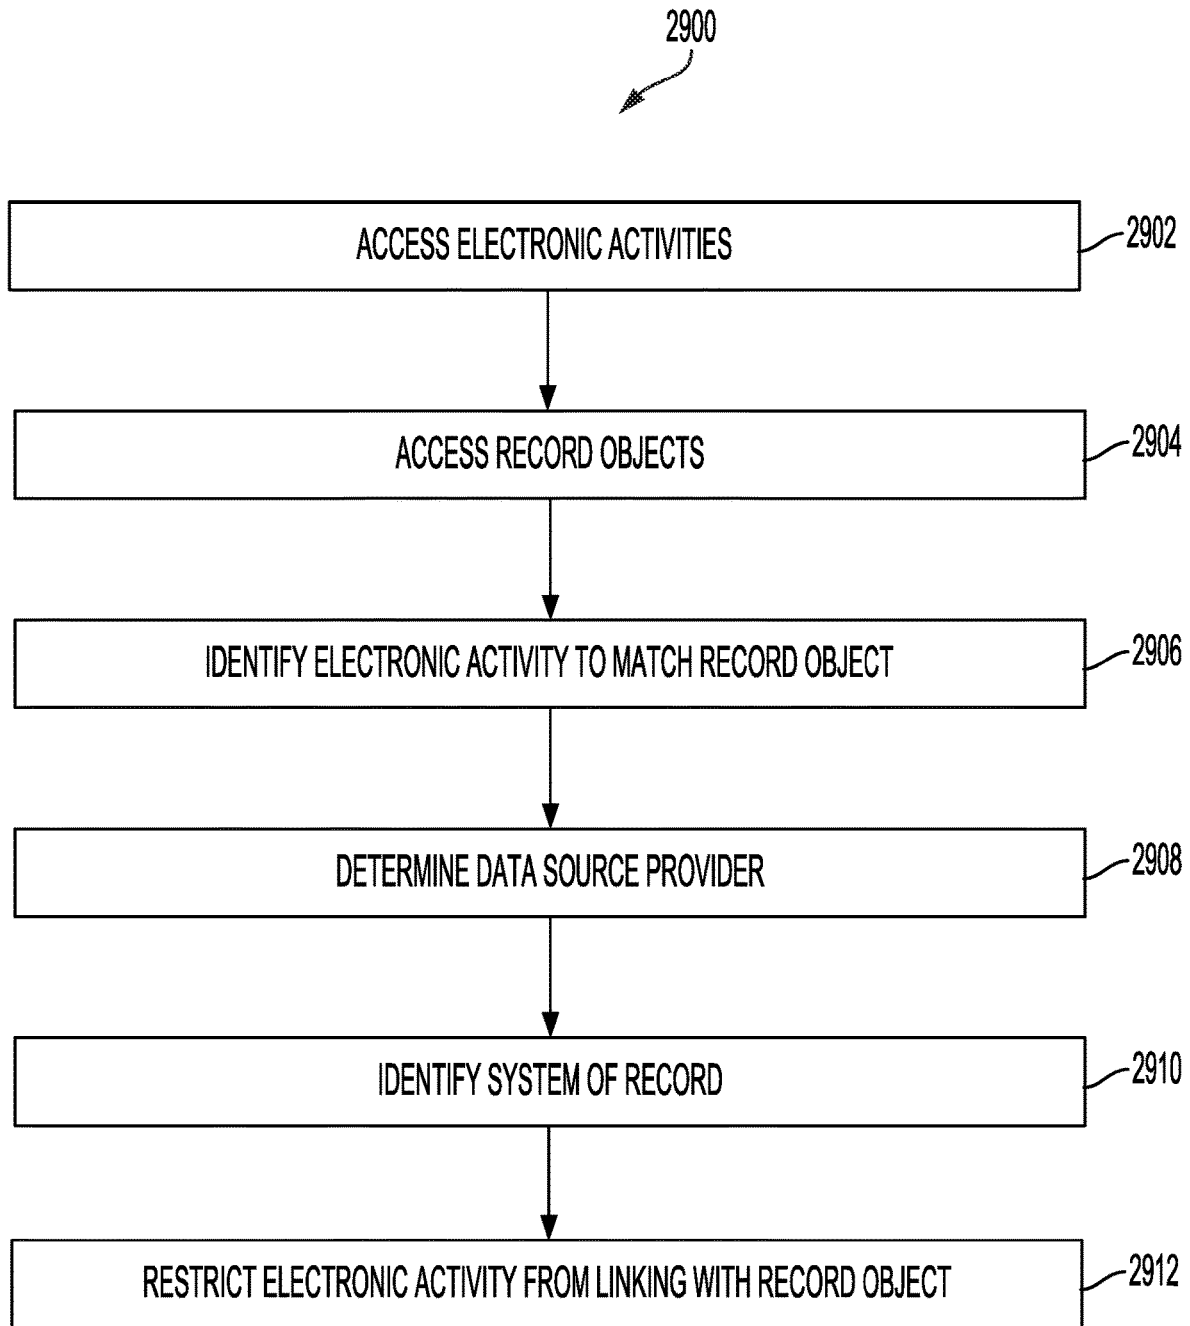 2900
ACCESS ELECTRONIC ACTIVITIES
2902
ACCESS RECORD OBJECTS
2904
IDENTIFY ELECTRONIC ACTIVITY TO MATCH RECORD OBJECT
2906
DETERMINE DATA SOURCE PROVIDER
2908
IDENTIFY SYSTEM OF RECORD
2910
RESTRICT ELECTRONIC ACTIVITY FROM LINKING WITH RECORD OBJECT
2912